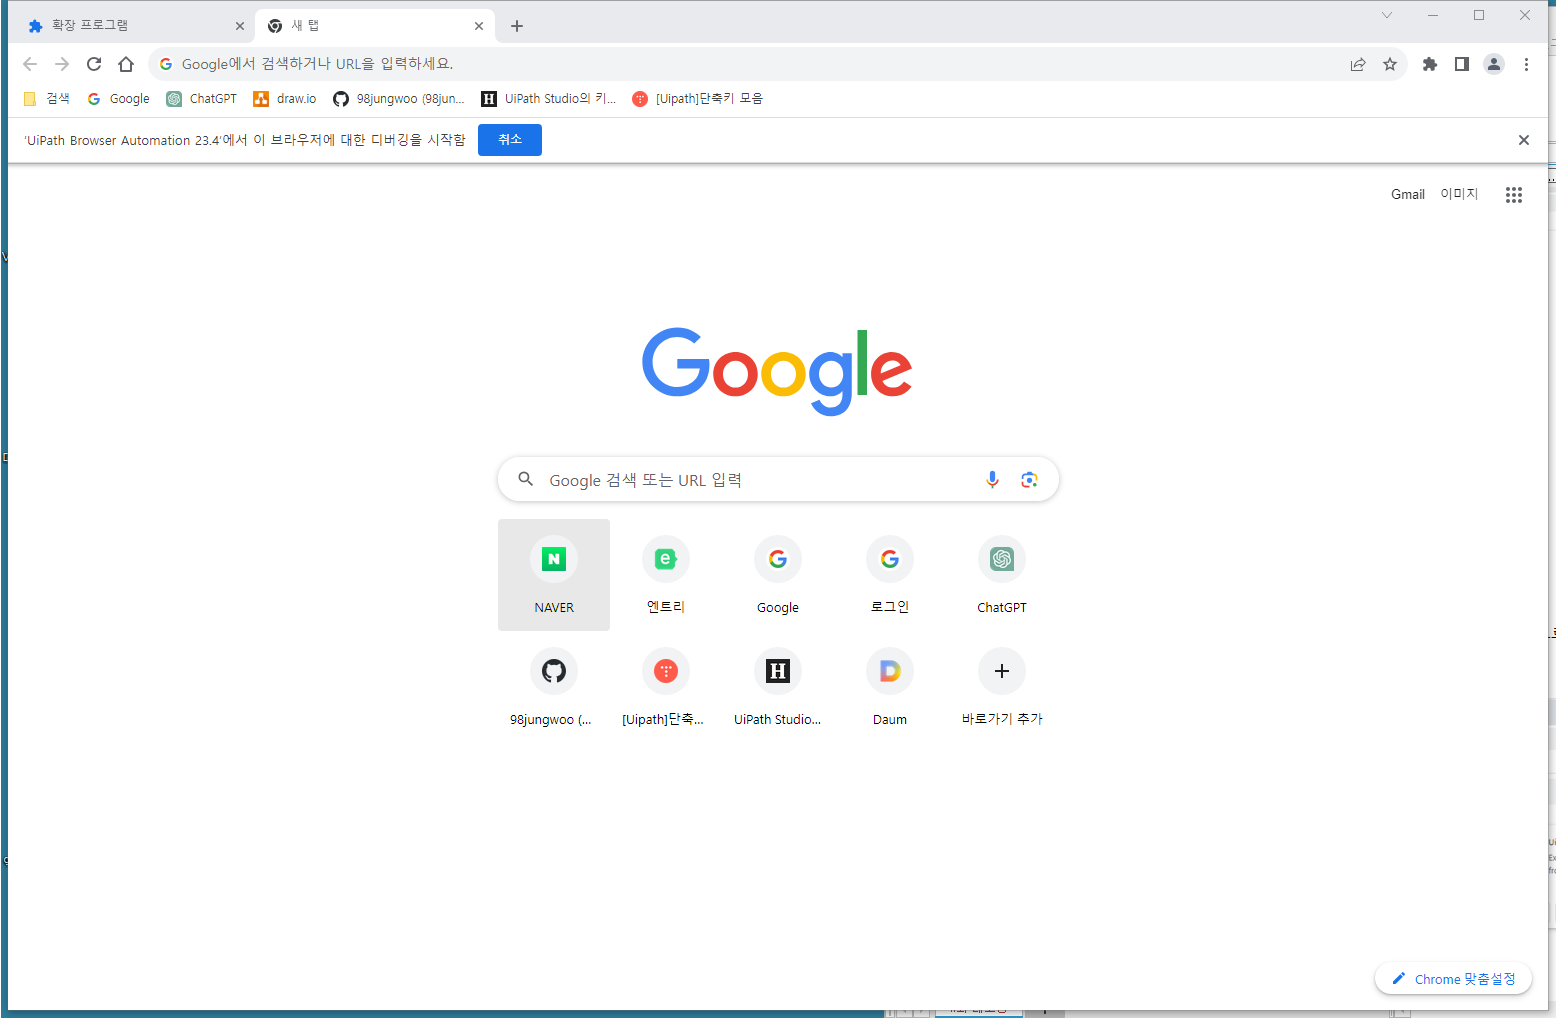 확장 프로그램
새 탭
Google에서 검색하거나 URL을 입력하세요.
검색
Google
ChatGPT
draw.io
98jungwoo (98jun...
UiPath Studio의 키...
[Uipath]단축키 모음
'UiPath Browser Automation 23.4'에서 이 브라우저에 대한 디버깅을 시작함
취소
Gmail
이미지
Google
Google 검색 또는 URL 입력
NAVER
엔트리
Google
로그인
ChatGPT
98jungwoo (...
[Uipath]단축...
UiPath Studio...
Daum
바로가기 추가
Chrome 맞춤설정